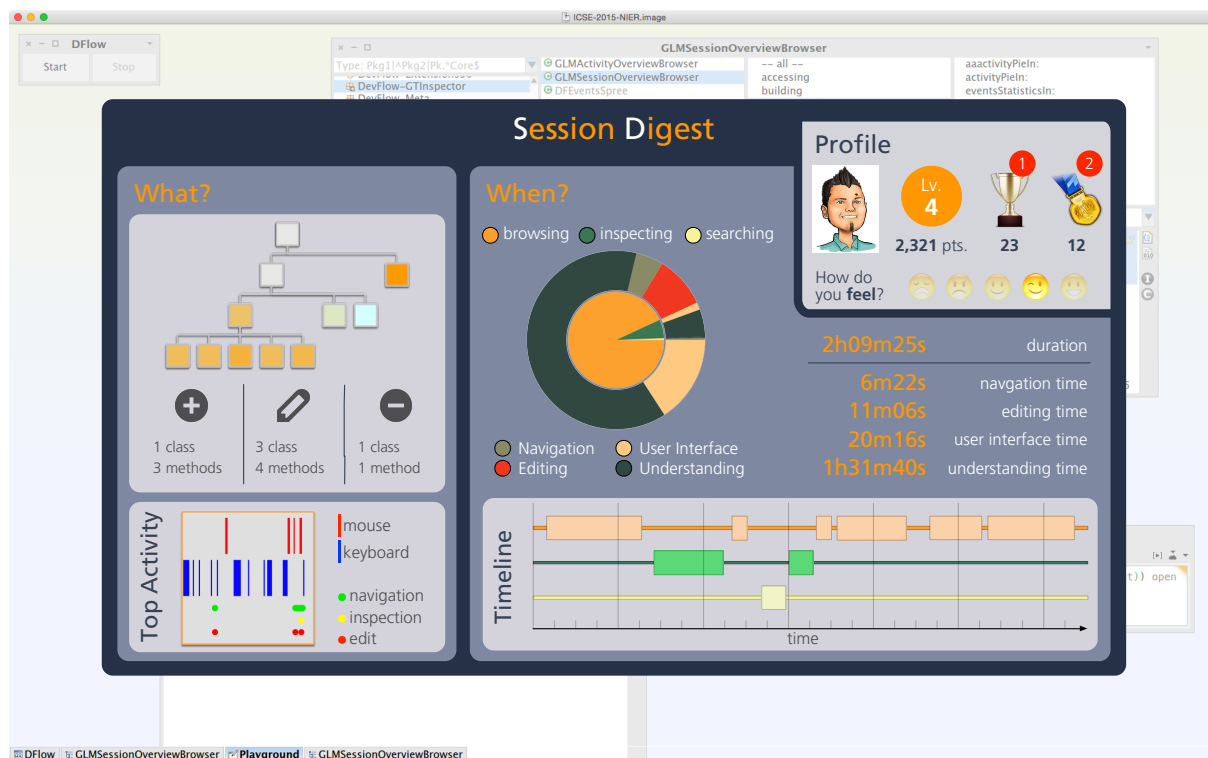 ICSE-2015-NIER.image
DFlow
Start
Stop
GLMSessionOverviewBrowser
Type: Pkg1|^Pkg2|Pk.*Core$
DevFlow-GTInspector
DevFlow-Meta
GLMActivityOverviewBrowser
GLMSessionOverviewBrowser
DFEventsSpree
-- all --
accessing
building
aaactivityPieIn:
activityPieIn:
eventsStatisticsIn:
Session Digest
Profile
1
2
Lv.
4
2,321 pts.
23
12
How do
you feel?
What?
1 class
3 methods
3 class
4 methods
1 class
1 method
Top Activity
mouse
keyboard
navigation
inspection
edit
When?
browsing
inspecting
searching
Navigation
User Interface
Editing
Understanding
2h09m25s duration
6m22s navgation time
11m06s editing time
20m16s user interface time
1h31m40s understanding time
Timeline
time
t)) open
DFlow
GLMSessionOverviewBrowser
Playground
GLMSessionOverviewBrowser